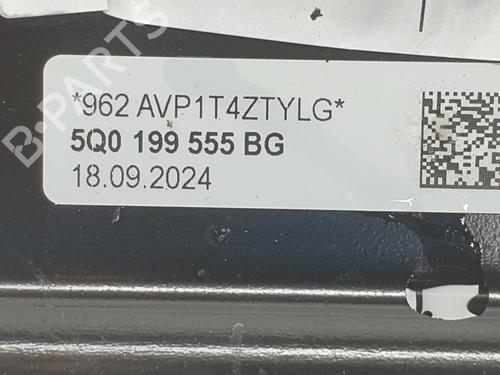 B-PARTS
*962 AVP1T4ZTYLG*
5Q0 199 555 BG
18.09.2024